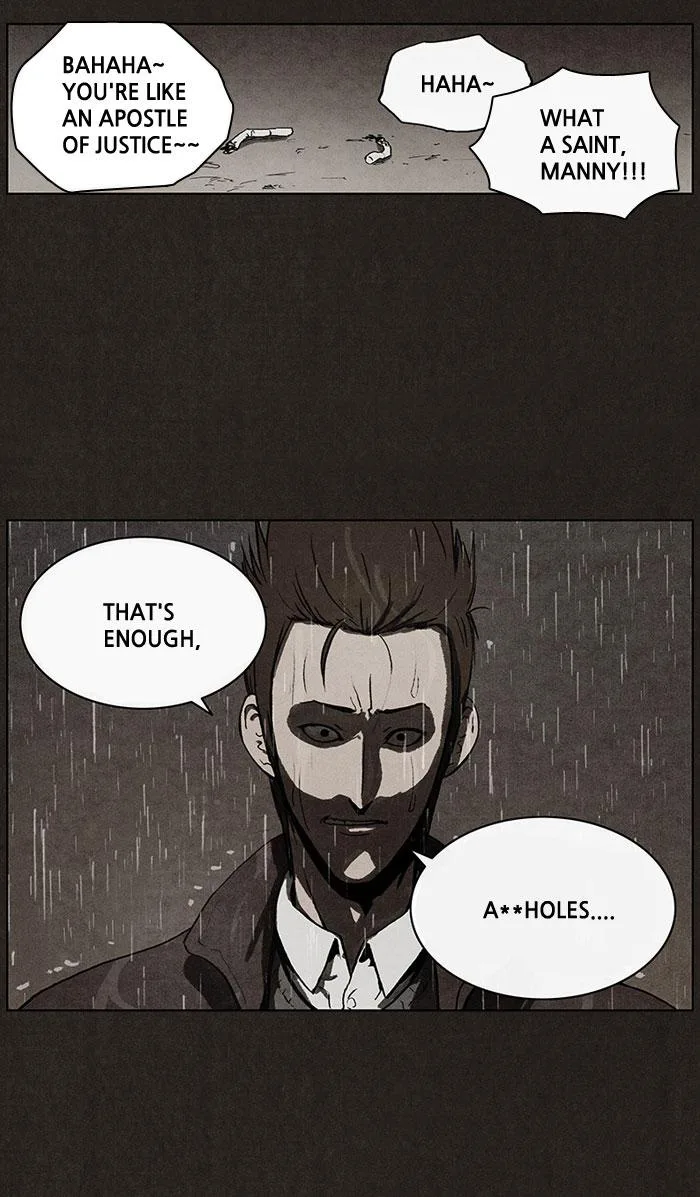 BAHAHA~
YOU'RE LIKE
AN APOSTLE
OF JUSTICE~~
HAHA~
WHAT
A SAINT,
MANNY!!!
THAT'S
ENOUGH,
A**HOLES....